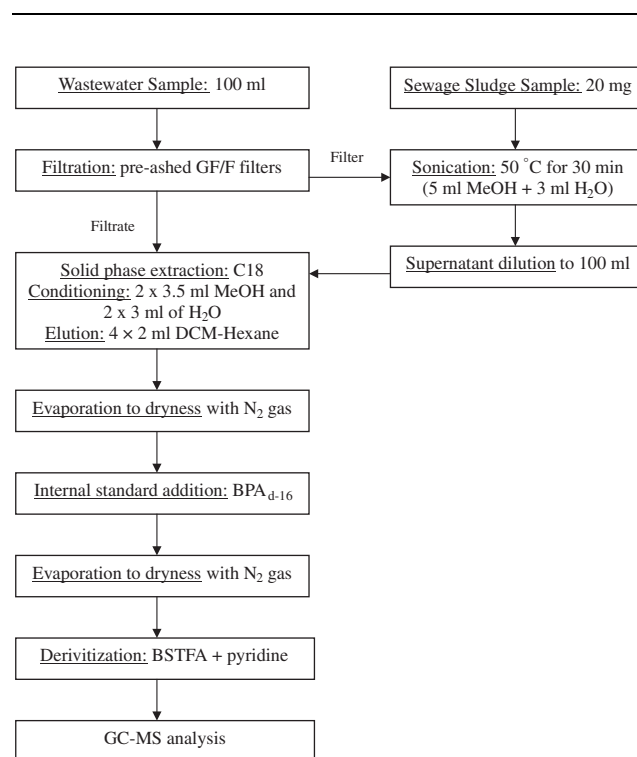 Wastewater Sample: 100 ml
Sewage Sludge Sample: 20 mg
Filtration: pre-ashed GF/F filters
Filter
Sonication: 50 °C for 30 min
(5 ml MeOH + 3 ml H₂O)
Filtrate
Solid phase extraction: C18
Conditioning: 2 x 3.5 ml MeOH and
2 x 3 ml of H₂O
Elution: 4 × 2 ml DCM-Hexane
Supernatant dilution to 100 ml
Evaporation to dryness with N₂ gas
Internal standard addition: BPAd-16
Evaporation to dryness with N₂ gas
Derivitization: BSTFA + pyridine
GC-MS analysis